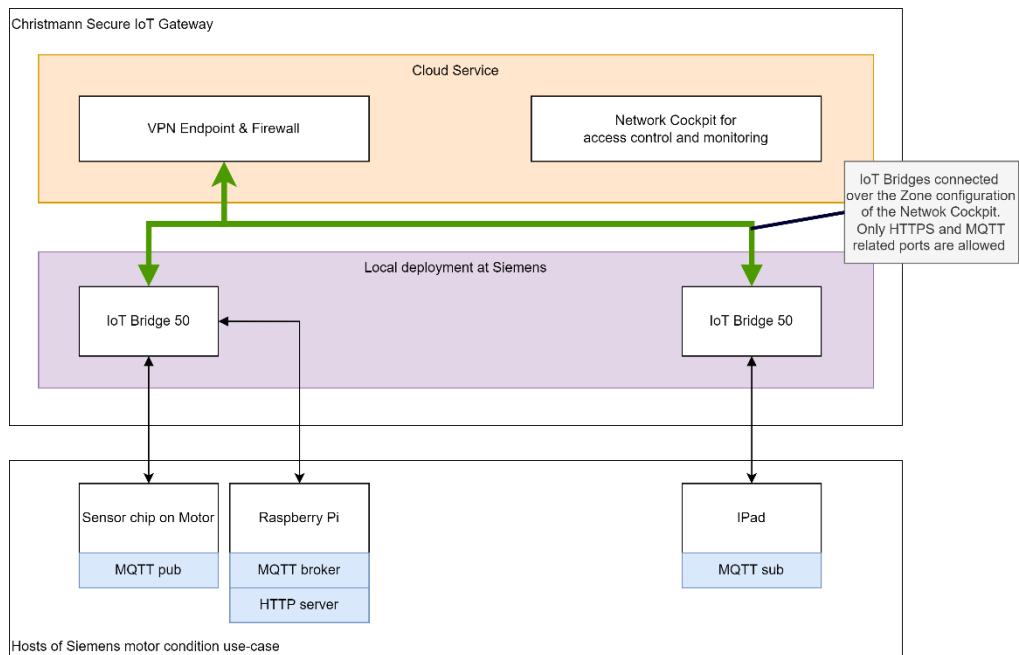 Christmann Secure IoT Gateway
Cloud Service
VPN Endpoint & Firewall
Network Cockpit for
access control and monitoring
IoT Bridges connected
over the Zone configuration
of the Netwok Cockpit.
Only HTTPS and MQTT
related ports are allowed
Local deployment at Siemens
IoT Bridge 50
IoT Bridge 50
Sensor chip on Motor
Raspberry Pi
IPad
MQTT pub
MQTT broker
MQTT sub
HTTP server
Hosts of Siemens motor condition use-case